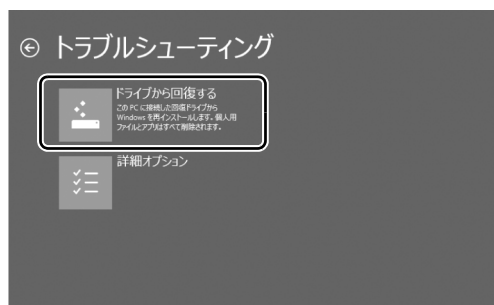 トラブルシューティング
ドライブから回復する
この PC に接続した回復ドライブから
Windows を再インストールします。個人用
ファイルとアプリはすべて削除されます。
詳細オプション